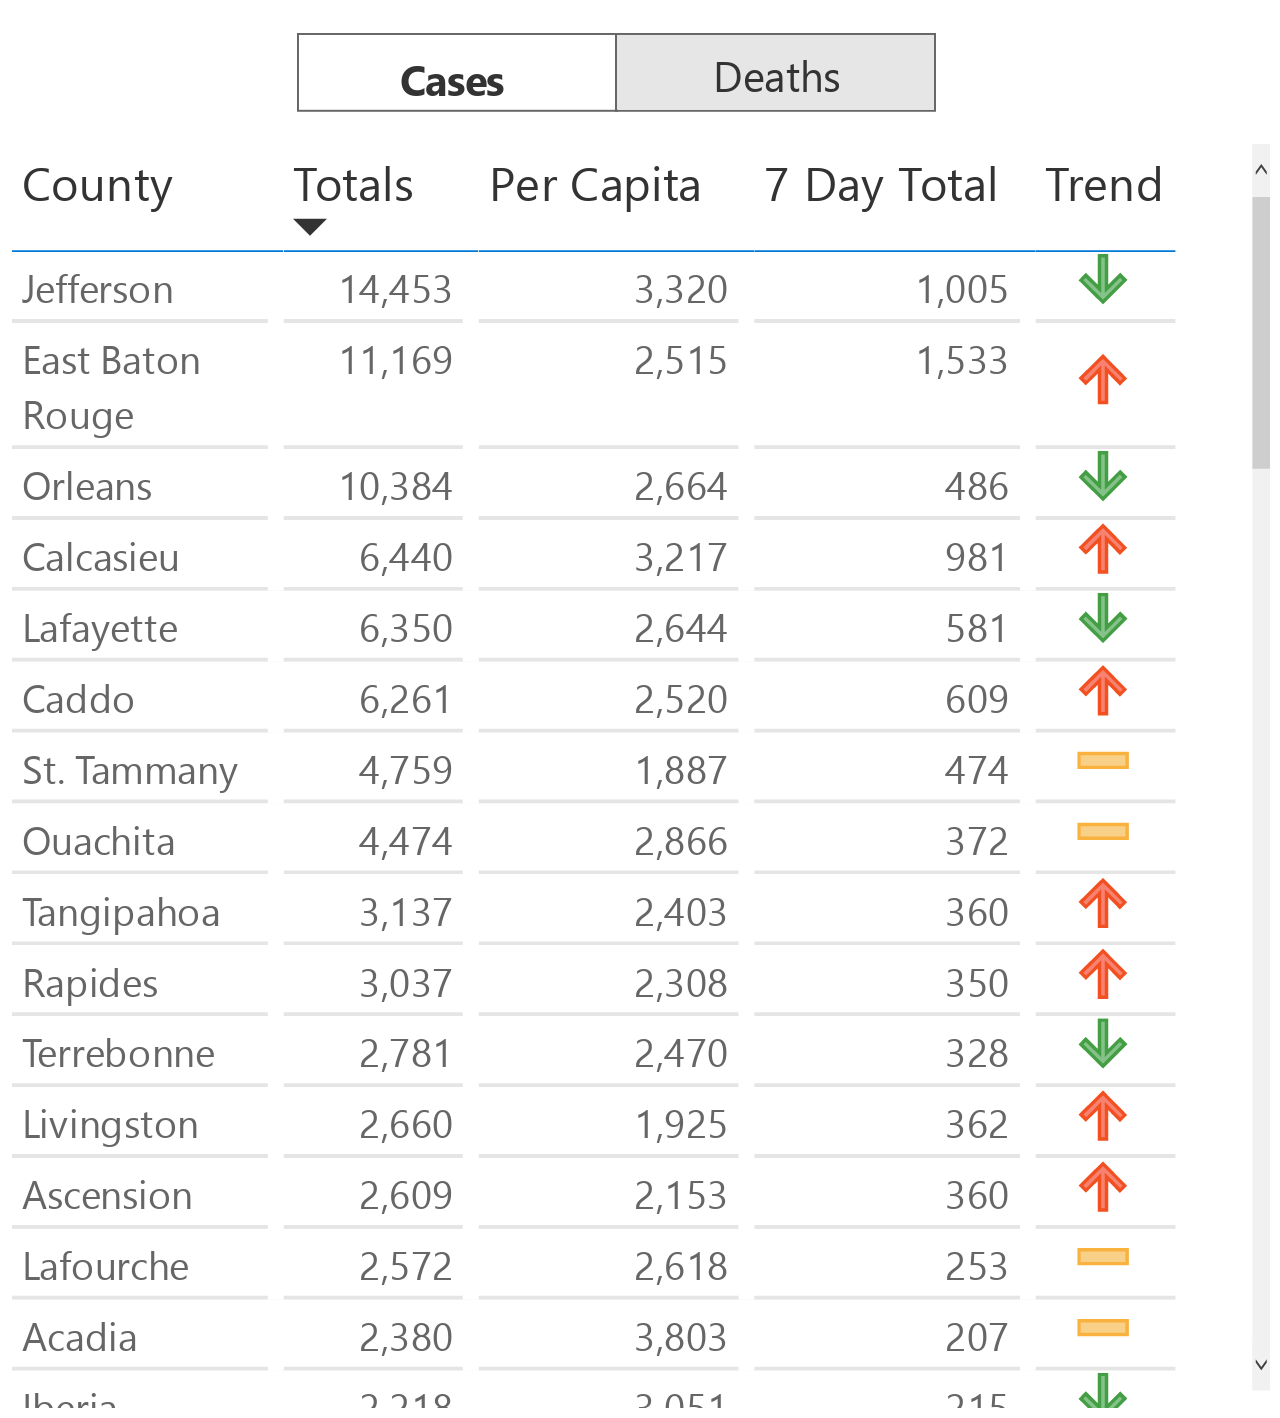 Cases Deaths
County Totals Per Capita 7 Day Total Trend
Jefferson 14,453 3,320 1,005
East Baton 11,169 2,515 1,533
Rouge
Orleans 10,384 2,664 486
Calcasieu 6,440 3,217 981
Lafayette 6,350 2,644 581
Caddo 6,261 2,520 609
St. Tammany 4,759 1,887 474
Ouachita 4,474 2,866 372
Tangipahoa 3,137 2,403 360
Rapides 3,037 2,308 350
Terrebonne 2,781 2,470 328
Livingston 2,660 1,925 362
Ascension 2,609 2,153 360
Lafourche 2,572 2,618 253
Acadia 2,380 3,803 207
Iberia 2,218 3,051 215